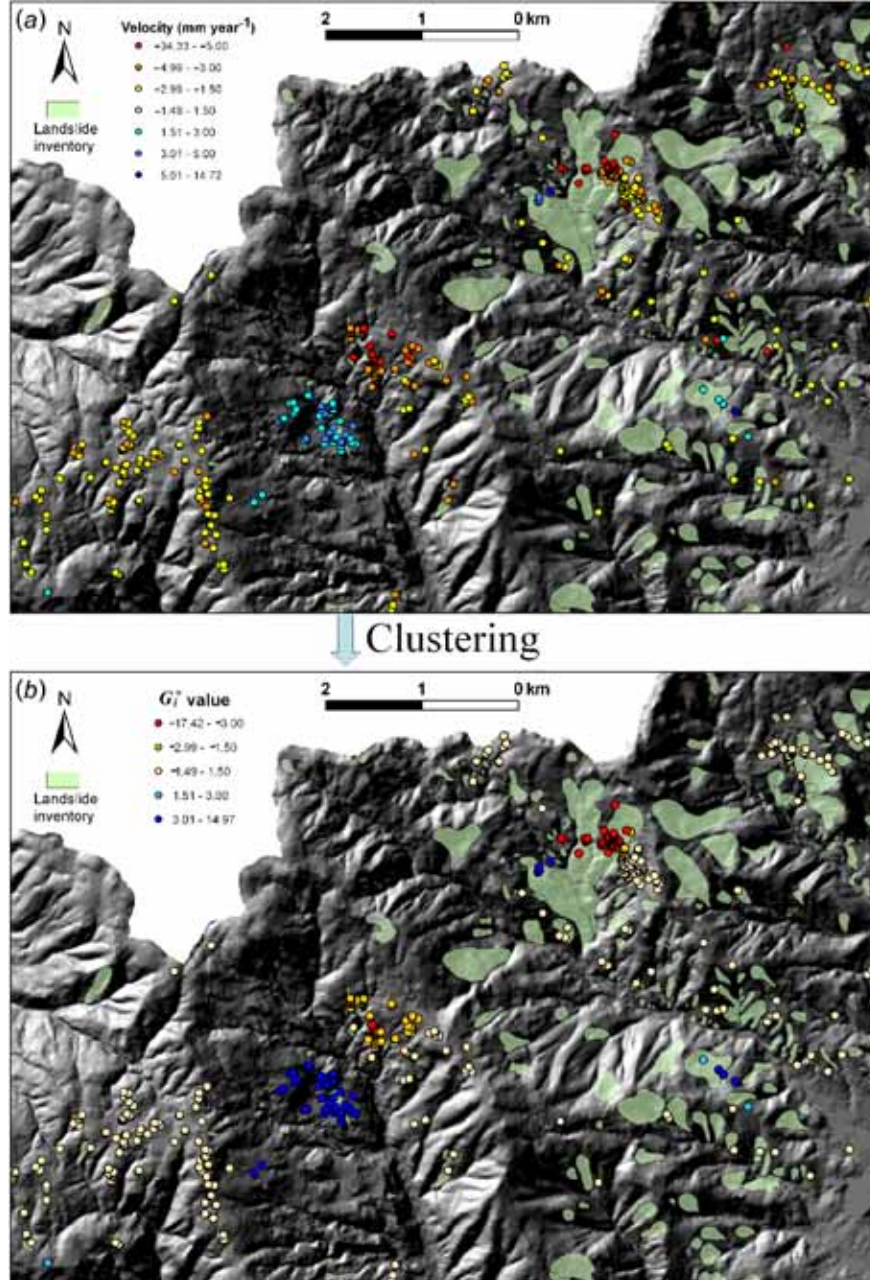 (a)
N
Landslide
inventory
Velocity (mm year⁻¹)
−34.33 - −5.00
−4.99 - −3.00
−2.99 - −1.50
−1.49 - 1.50
1.51 - 3.00
3.01 - 5.00
5.01 - 14.72
2 1 0 km
Clustering
(b)
N
Landslide
inventory
Gᵢ* value
−17.42 - −3.00
−2.99 - −1.50
−1.49 - 1.50
1.51 - 3.00
3.01 - 14.97
2 1 0 km